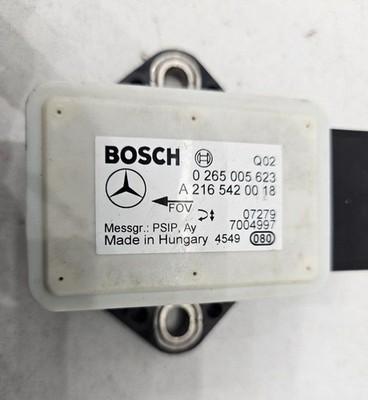 BOSCH Q02
0 265 005 623
A 216 542 00 18
FOV 07279
Messgr.: PSIP, Ay 7004997
Made in Hungary 4549 080